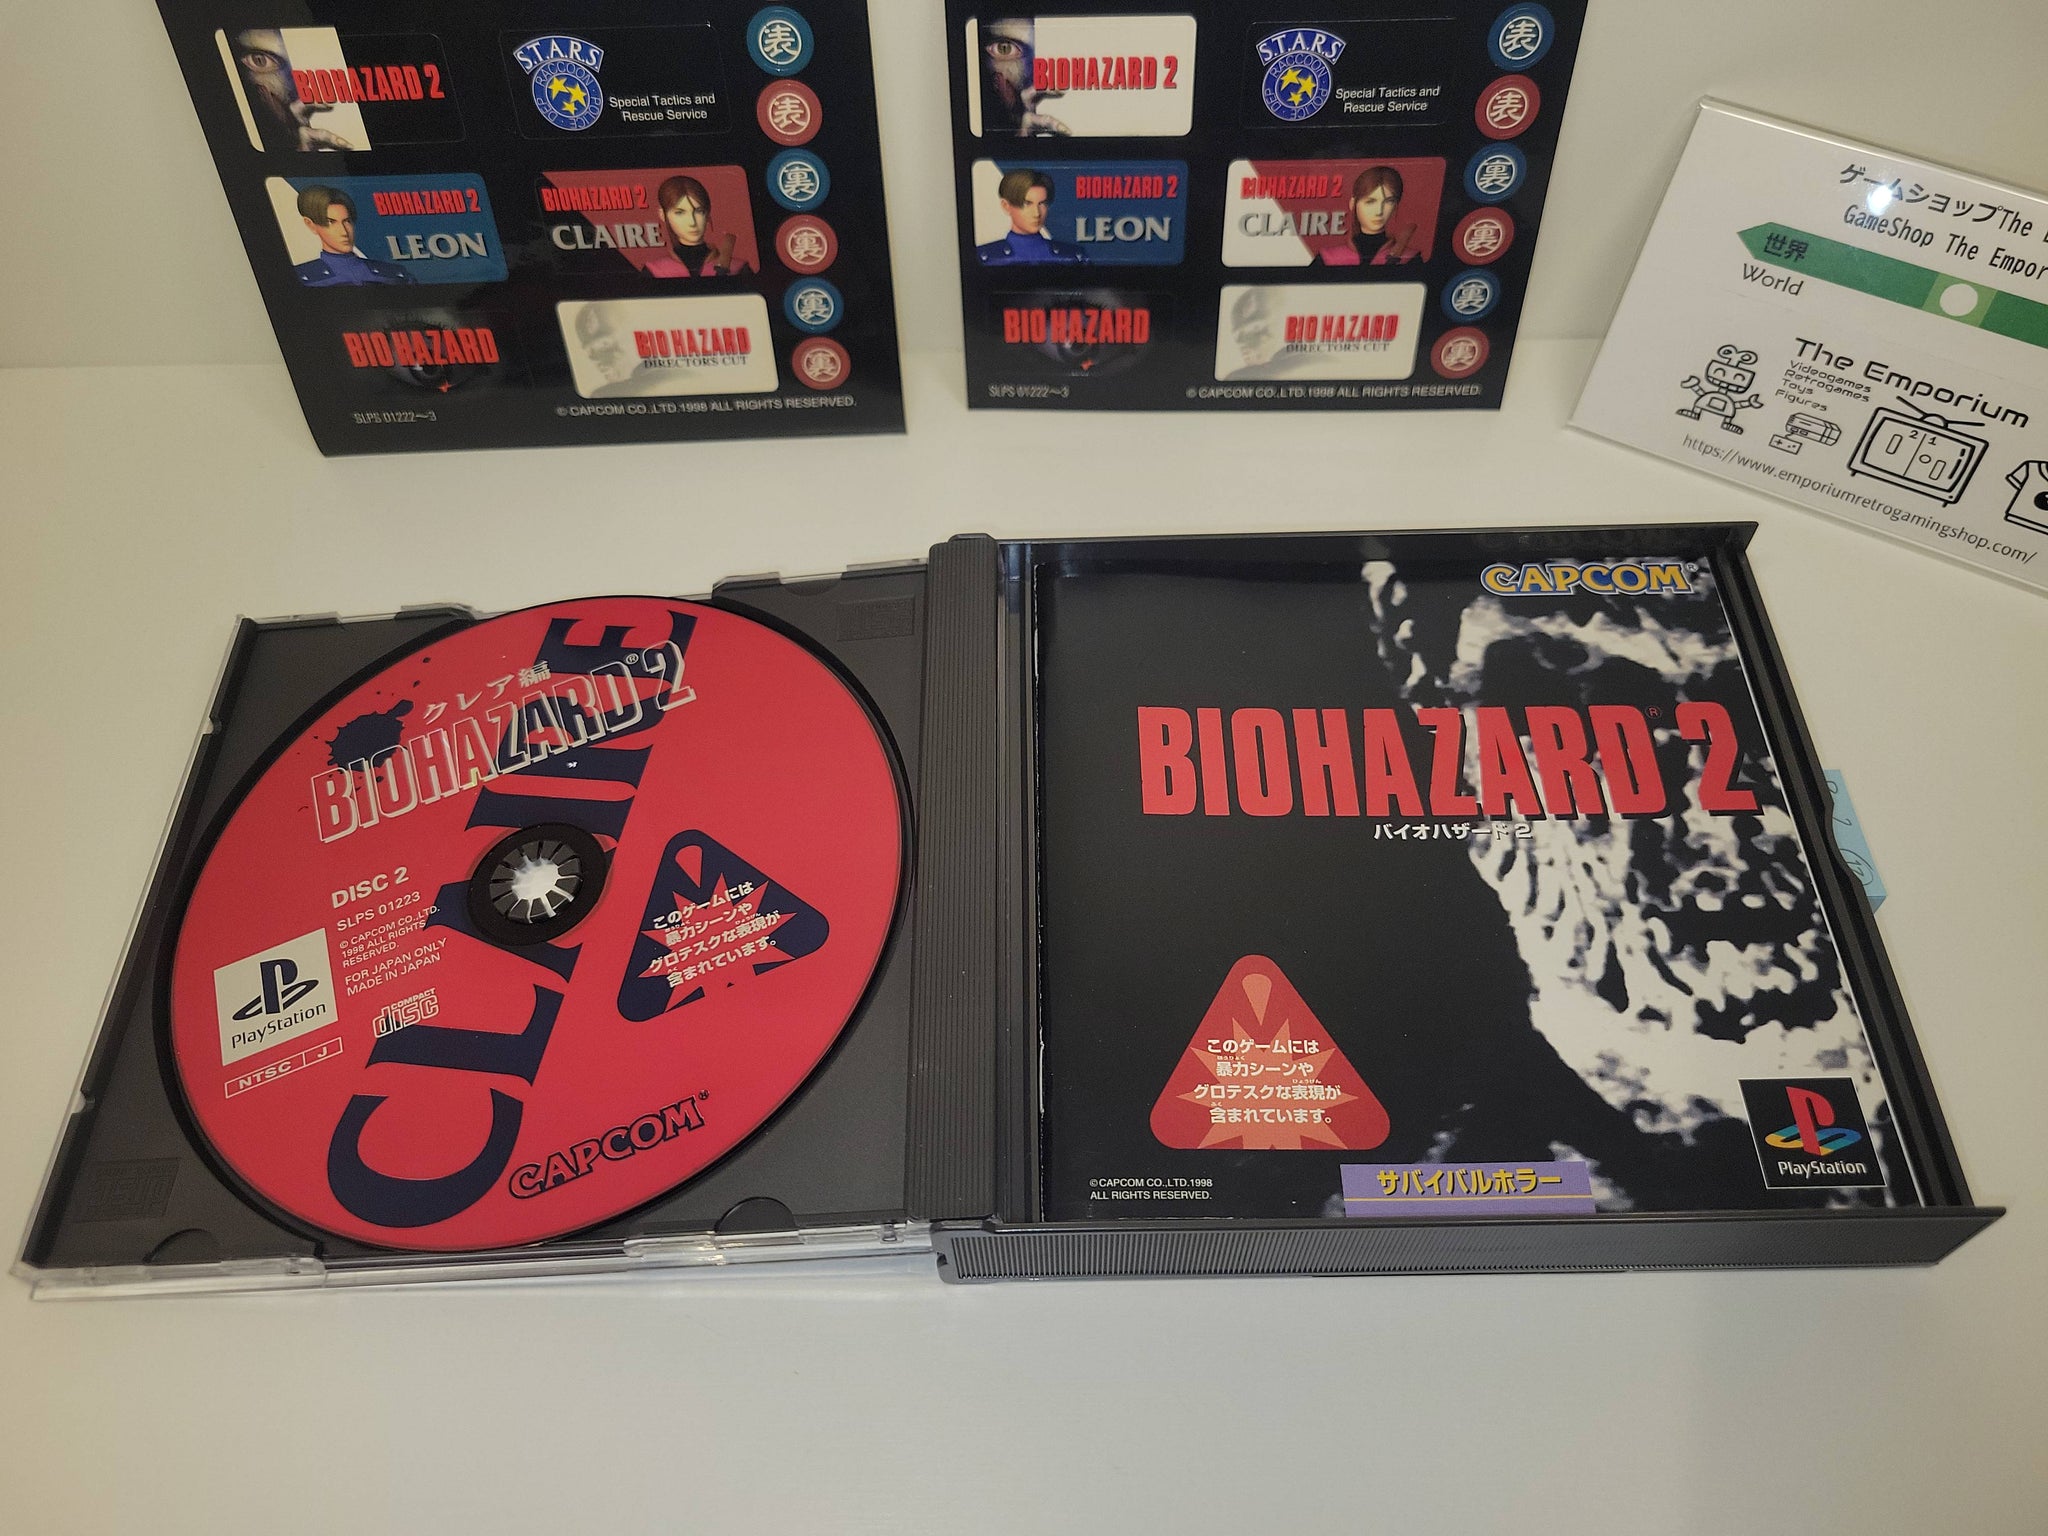 BIOHAZARD 2
S.T.A.R.S.
RACCOON POLICE DEP
Special Tactics and
Rescue Service
表
表
BIOHAZARD 2
LEON
BIOHAZARD 2
CLAIRE
裏
裏
BIOHAZARD
BIOHAZARD
DIRECTOR'S CUT
裏
裏
SLPS 01222～3
© CAPCOM CO.,LTD.1998 ALL RIGHTS RESERVED.
BIOHAZARD 2
S.T.A.R.S.
RACCOON POLICE DEP
Special Tactics and
Rescue Service
表
表
BIOHAZARD 2
LEON
BIOHAZARD 2
CLAIRE
裏
裏
BIOHAZARD
BIOHAZARD
DIRECTOR'S CUT
裏
裏
SLPS 01222～3
© CAPCOM CO.,LTD.1998 ALL RIGHTS RESERVED.
ゲームショップThe
GameShop The Empor
世界
World
The Emporium
Videogames
Retrogames
Toys
Figures
2 1
https://www.emporiumretrogamingshop.com/
クレア編
BIOHAZARD® 2
CLAIRE
DISC 2
SLPS 01223
© CAPCOM CO.,LTD.
1998 ALL RIGHTS
RESERVED.
FOR JAPAN ONLY
MADE IN JAPAN
PlayStation
COMPACT
disc
NTSC J
このゲームには
暴力シーンや
グロテスクな表現が
含まれています。
CAPCOM®
CAPCOM®
BIOHAZARD® 2
バイオハザード2
このゲームには
暴力シーンや
グロテスクな表現が
含まれています。
© CAPCOM CO.,LTD.1998
ALL RIGHTS RESERVED.
サバイバルホラー
PlayStation